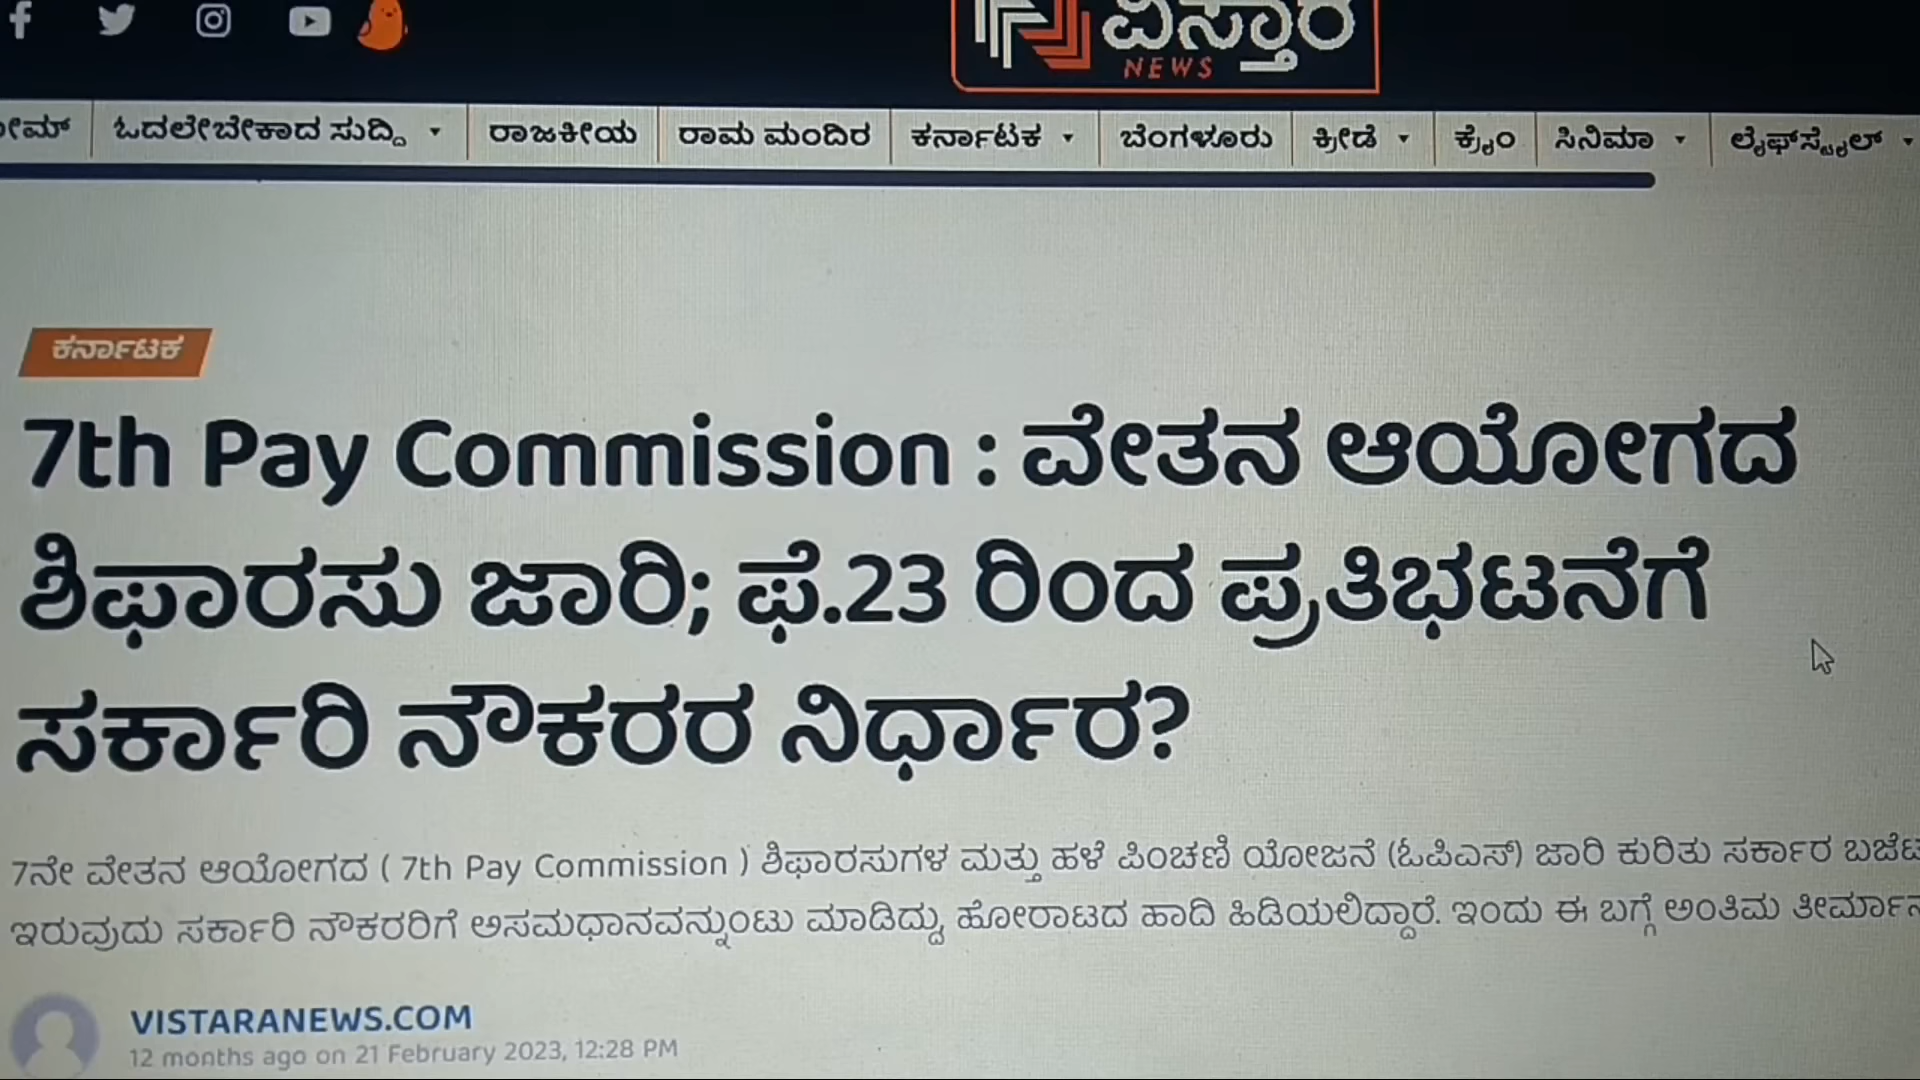 ವಿಸ್ತಾರ
NEWS
ಓದಲೇಬೇಕಾದ ಸುದ್ದಿ ರಾಜಕೀಯ ರಾಮ ಮಂದಿರ ಕರ್ನಾಟಕ ಬೆಂಗಳೂರು ಕ್ರೀಡೆ ಕ್ರೈಂ ಸಿನಿಮಾ ಲೈಫ್‌ಸ್ಟೈಲ್
ಕರ್ನಾಟಕ
7th Pay Commission : ವೇತನ ಆಯೋಗದ
ಶಿಫಾರಸು ಜಾರಿ; ಫೆ.23 ರಿಂದ ಪ್ರತಿಭಟನೆಗೆ
ಸರ್ಕಾರಿ ನೌಕರರ ನಿರ್ಧಾರ?
7ನೇ ವೇತನ ಆಯೋಗದ ( 7th Pay Commission ) ಶಿಫಾರಸುಗಳ ಮತ್ತು ಹಳೆ ಪಿಂಚಣಿ ಯೋಜನೆ (ಓಪಿಎಸ್) ಜಾರಿ ಕುರಿತು ಸರ್ಕಾರ
ಇರುವುದು ಸರ್ಕಾರಿ ನೌಕರರಿಗೆ ಅಸಮಧಾನವನ್ನುಂಟು ಮಾಡಿದ್ದು, ಹೋರಾಟದ ಹಾದಿ ಹಿಡಿಯಲಿದ್ದಾರೆ. ಇಂದು ಈ ಬಗ್ಗೆ ಅಂತಿಮ
VISTARANEWS.COM
12 months ago on 21 February 2023, 12:28 PM